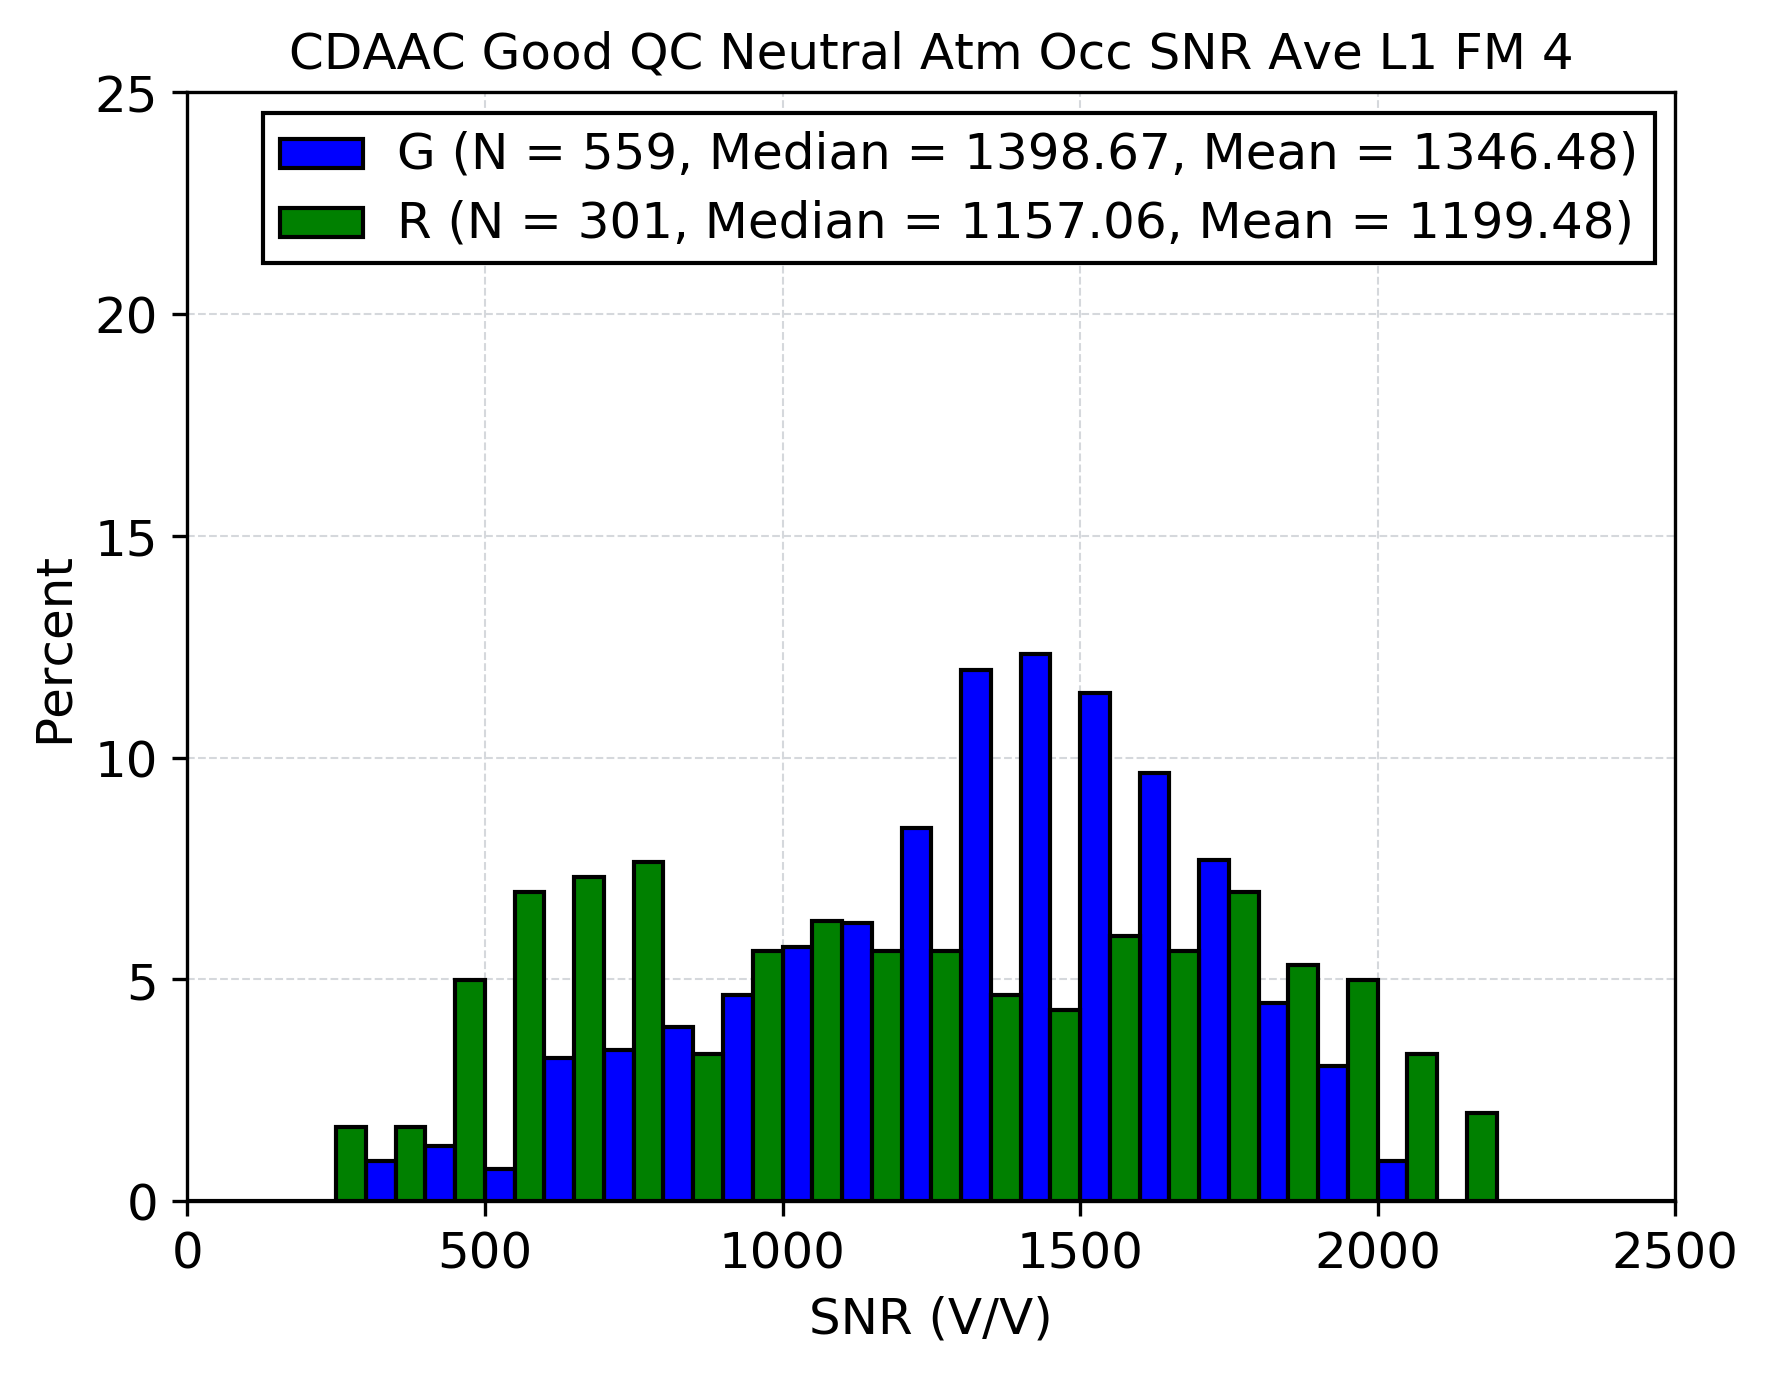 CDAAC Good QC Neutral Atm Occ SNR Ave L1 FM 4
G (N = 559, Median = 1398.67, Mean = 1346.48)
R (N = 301, Median = 1157.06, Mean = 1199.48)
25
20
15
10
5
0
Percent
0 500 1000 1500 2000 2500
SNR (V/V)